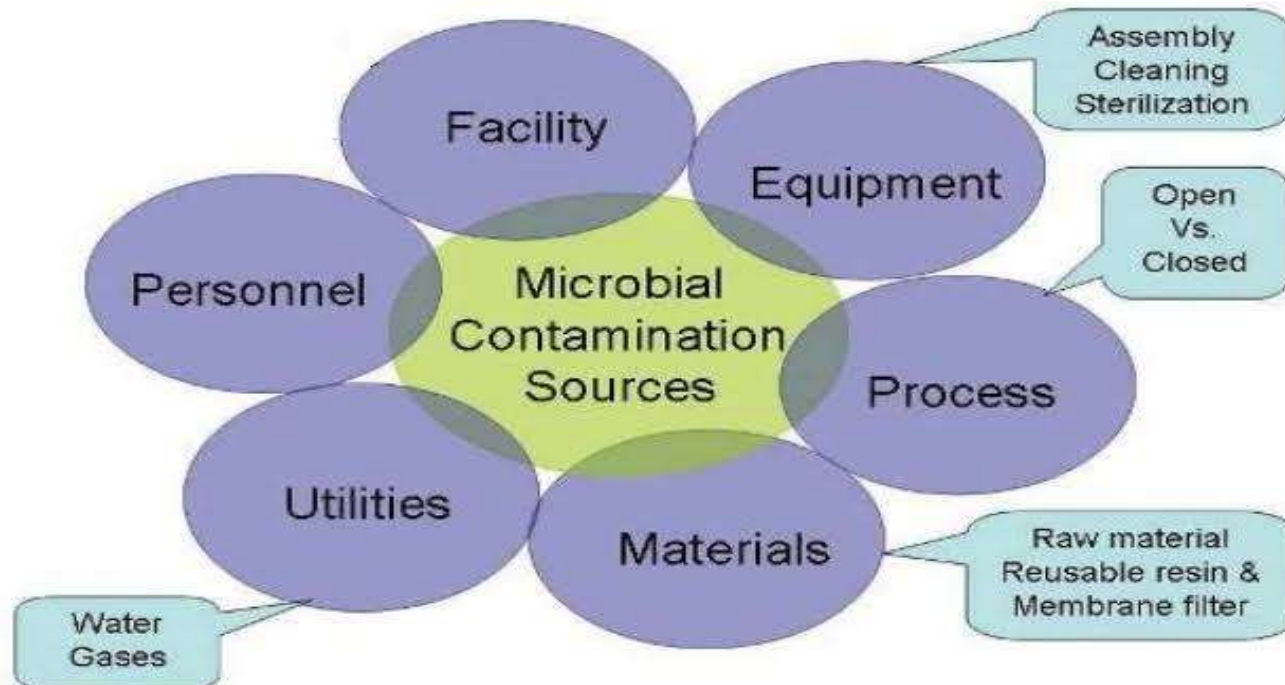 Facility
Equipment
Assembly
Cleaning
Sterilization
Open
Vs.
Closed
Personnel
Microbial
Contamination
Sources
Process
Utilities
Materials
Raw material
Reusable resin &
Membrane filter
Water
Gases